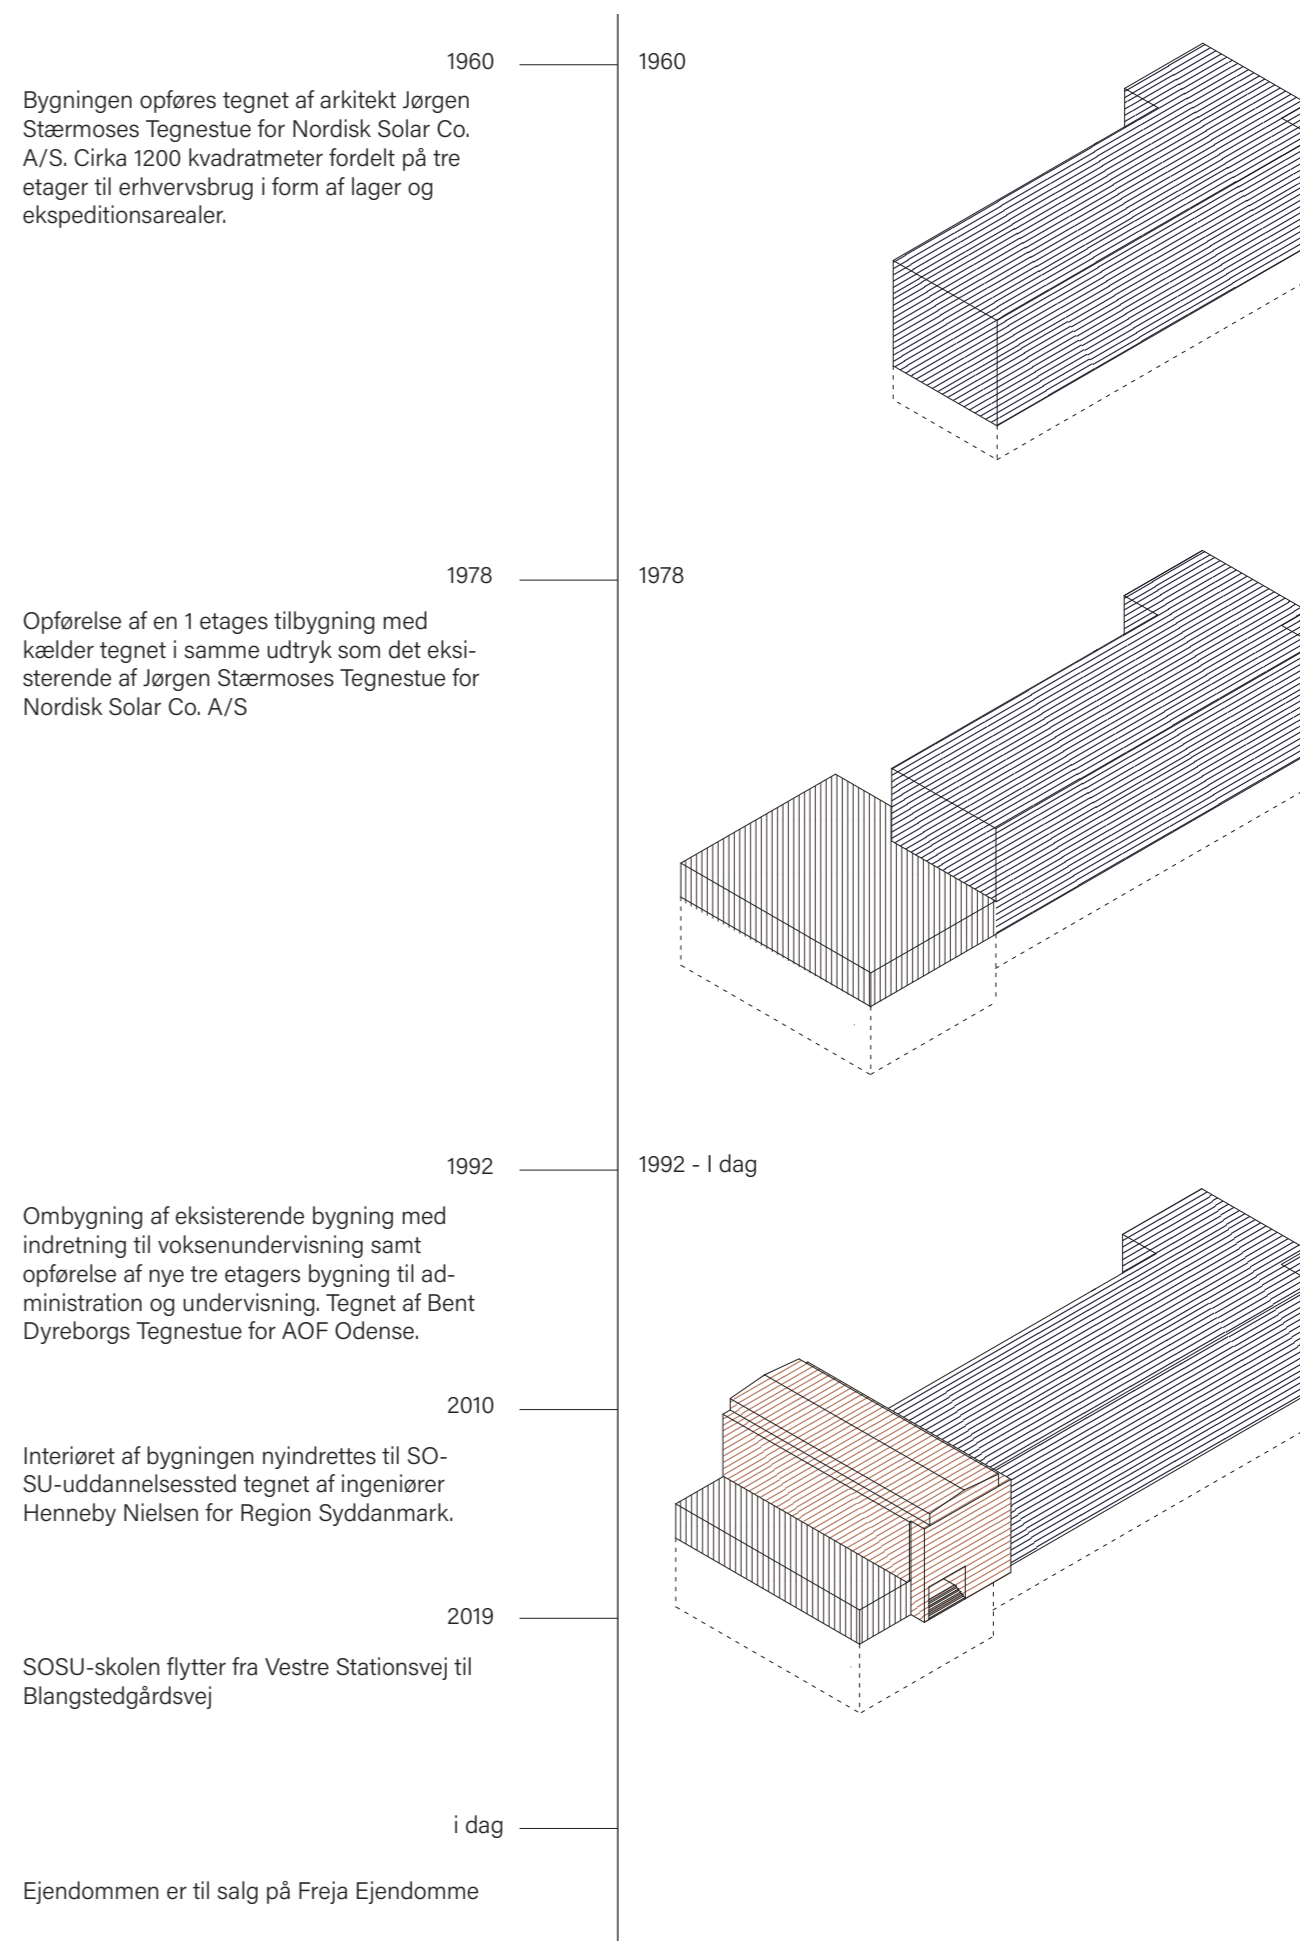 1960
1960
Bygningen opføres tegnet af arkitekt Jørgen
Stærmoses Tegnestue for Nordisk Solar Co.
A/S. Cirka 1200 kvadratmeter fordelt på tre
etager til erhvervsbrug i form af lager og
ekspeditionsarealer.
1978
1978
Opførelse af en 1 etages tilbygning med
kælder tegnet i samme udtryk som det eksi-
sterende af Jørgen Stærmoses Tegnestue for
Nordisk Solar Co. A/S
1992
1992 - I dag
Ombygning af eksisterende bygning med
indretning til voksenundervisning samt
opførelse af nye tre etagers bygning til ad-
ministration og undervisning. Tegnet af Bent
Dyreborgs Tegnestue for AOF Odense.
2010
Interiøret af bygningen nyindrettes til SO-
SU-uddannelsessted tegnet af ingeniører
Henneby Nielsen for Region Syddanmark.
2019
SOSU-skolen flytter fra Vestre Stationsvej til
Blangstedgårdsvej
i dag
Ejendommen er til salg på Freja Ejendomme